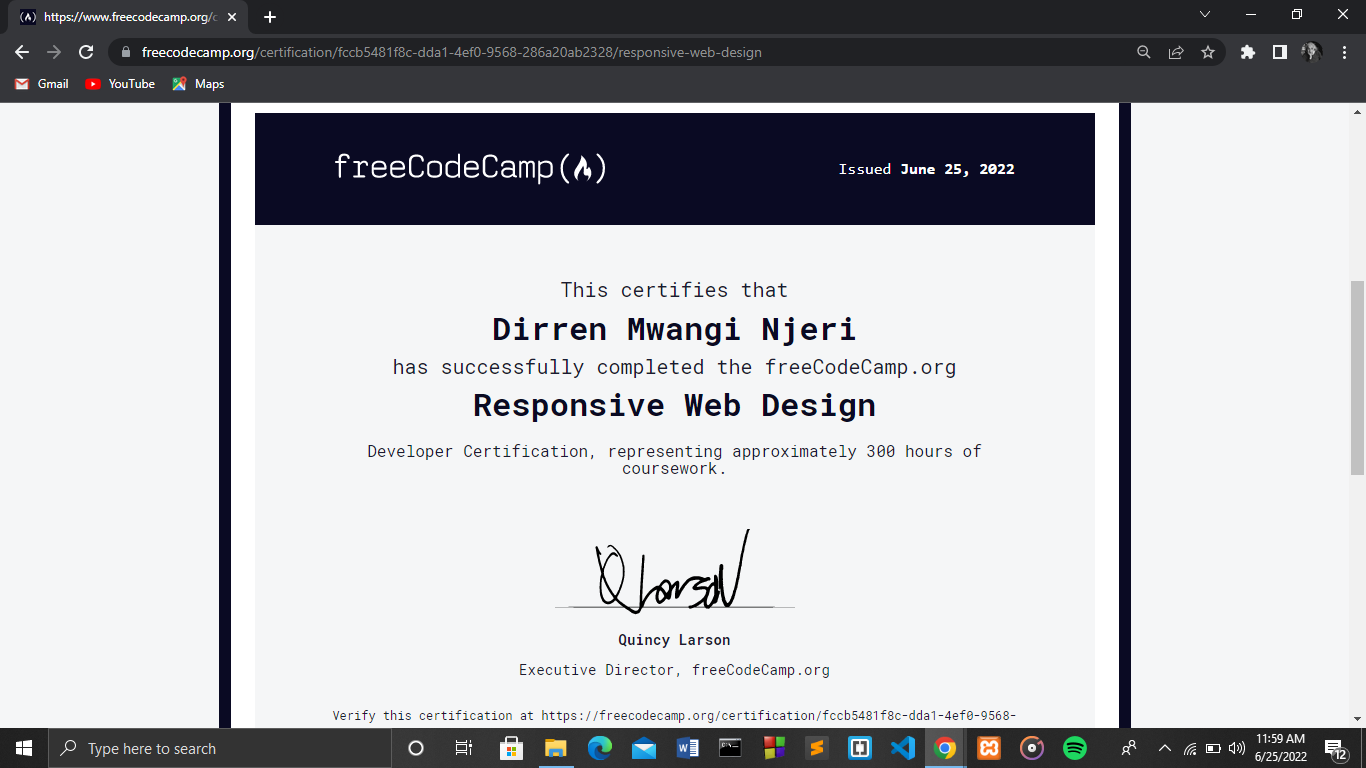 https://www.freecodecamp.org/c
freecodecamp.org/certification/fccb5481f8c-dda1-4ef0-9568-286a20ab2328/responsive-web-design
Gmail YouTube Maps
freeCodeCamp(🔥)
Issued June 25, 2022
This certifies that
Dirren Mwangi Njeri
has successfully completed the freeCodeCamp.org
Responsive Web Design
Developer Certification, representing approximately 300 hours of
coursework.
QLarson
Quincy Larson
Executive Director, freeCodeCamp.org
Verify this certification at https://freecodecamp.org/certification/fccb5481f8c-dda1-4ef0-9568-
Type here to search
11:59 AM
6/25/2022
12